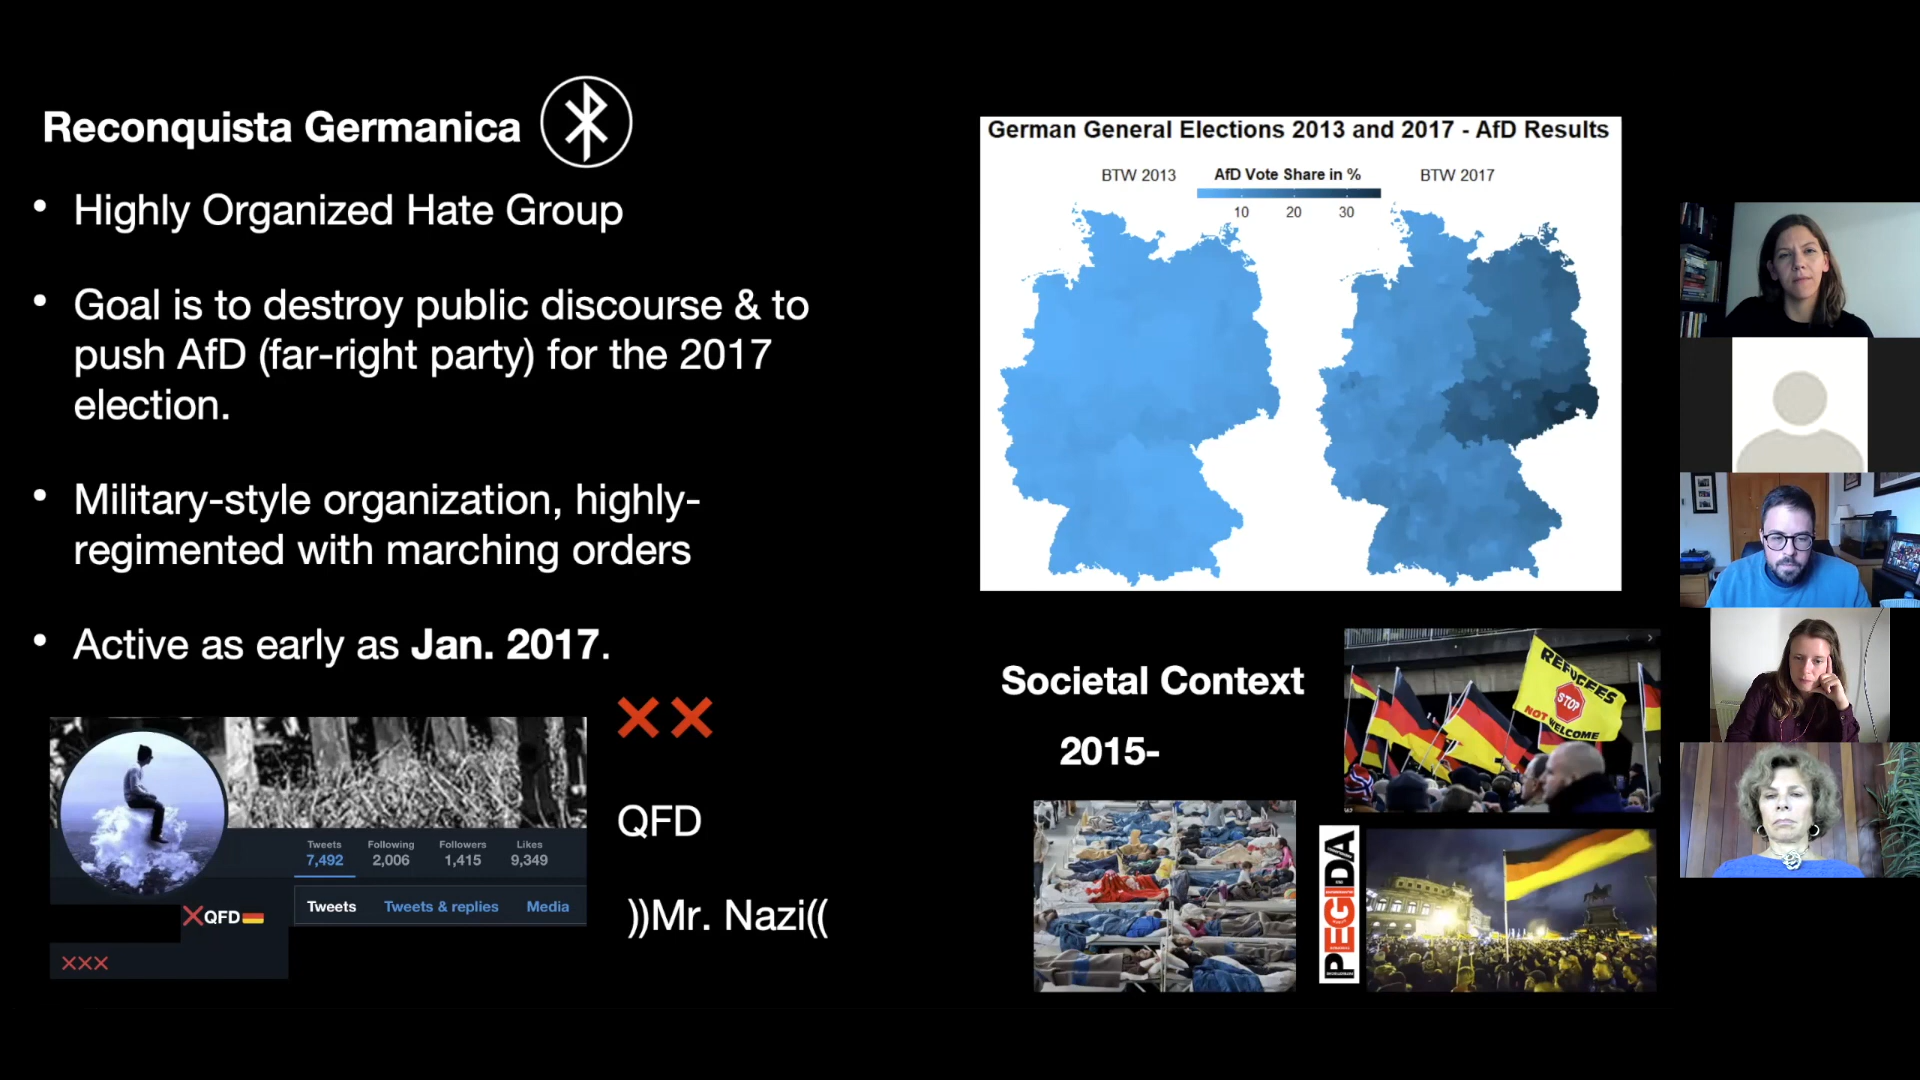 Reconquista Germanica
• Highly Organized Hate Group
• Goal is to destroy public discourse & to
push AfD (far-right party) for the 2017
election.
• Military-style organization, highly-
regimented with marching orders
• Active as early as Jan. 2017.
❌❌
QFD
))Mr. Nazi((
Tweets Following Followers Likes
7,492 2,006 1,415 9,349
Tweets Tweets & replies Media
❌QFD
XXX
German General Elections 2013 and 2017 - AfD Results
BTW 2013 AfD Vote Share in % BTW 2017
10 20 30
Societal Context
2015-
REFUGEES
STOP
NOT WELCOME
PEGIDA